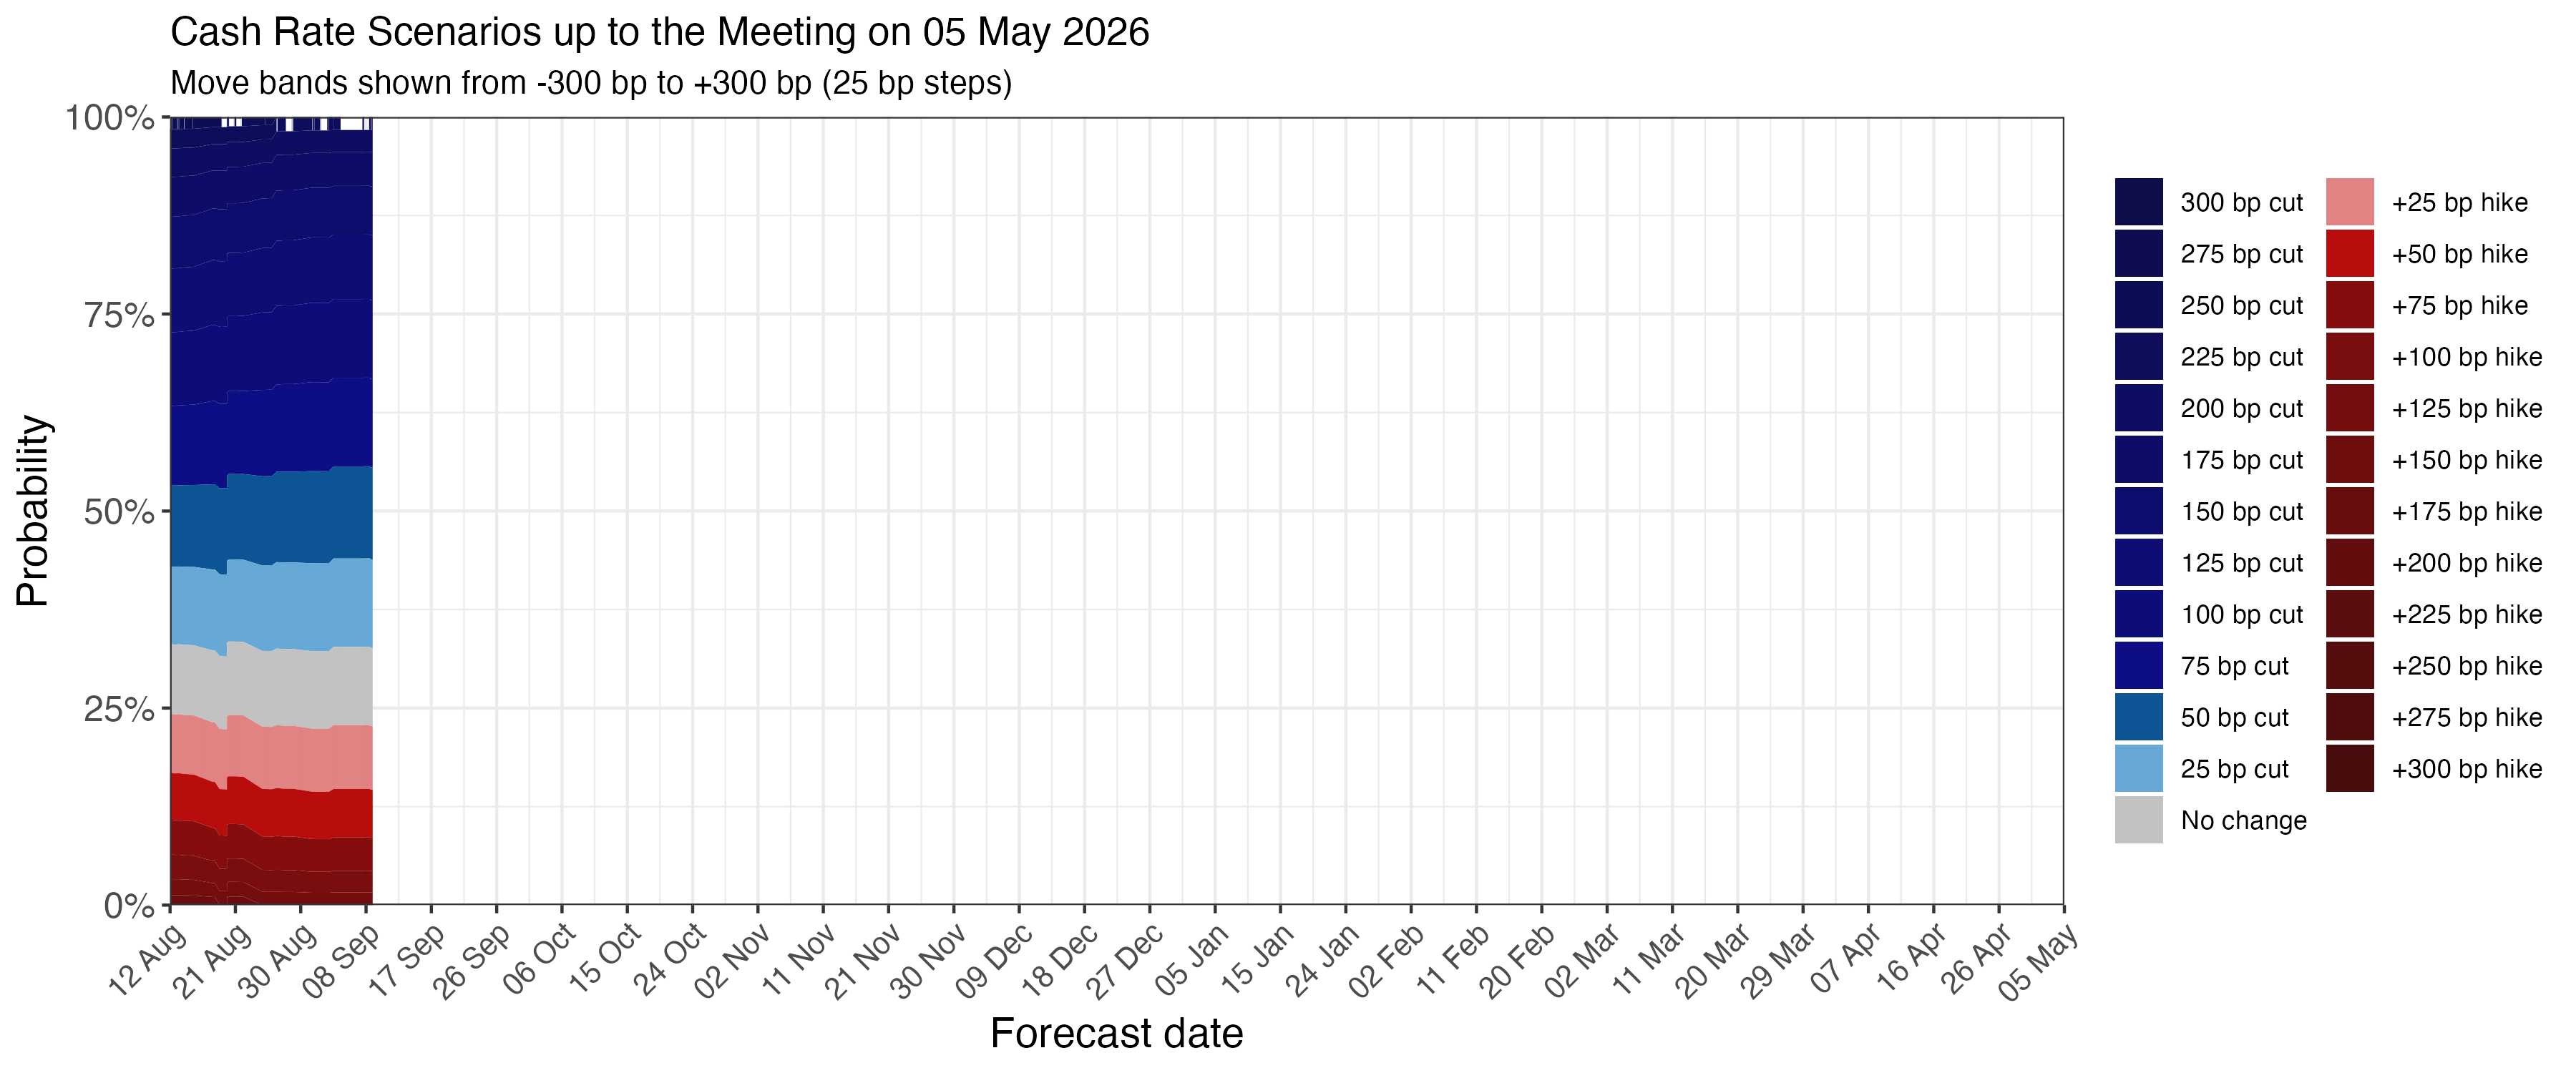 Cash Rate Scenarios up to the Meeting on 05 May 2026
Move bands shown from -300 bp to +300 bp (25 bp steps)
Probability
100%
75%
50%
25%
0%
12 Aug
21 Aug
30 Aug
08 Sep
17 Sep
26 Sep
06 Oct
15 Oct
24 Oct
02 Nov
11 Nov
21 Nov
30 Nov
09 Dec
18 Dec
27 Dec
05 Jan
15 Jan
24 Jan
02 Feb
11 Feb
20 Feb
02 Mar
11 Mar
20 Mar
29 Mar
07 Apr
16 Apr
26 Apr
05 May
Forecast date
300 bp cut
275 bp cut
250 bp cut
225 bp cut
200 bp cut
175 bp cut
150 bp cut
125 bp cut
100 bp cut
75 bp cut
50 bp cut
25 bp cut
No change
+25 bp hike
+50 bp hike
+75 bp hike
+100 bp hike
+125 bp hike
+150 bp hike
+175 bp hike
+200 bp hike
+225 bp hike
+250 bp hike
+275 bp hike
+300 bp hike